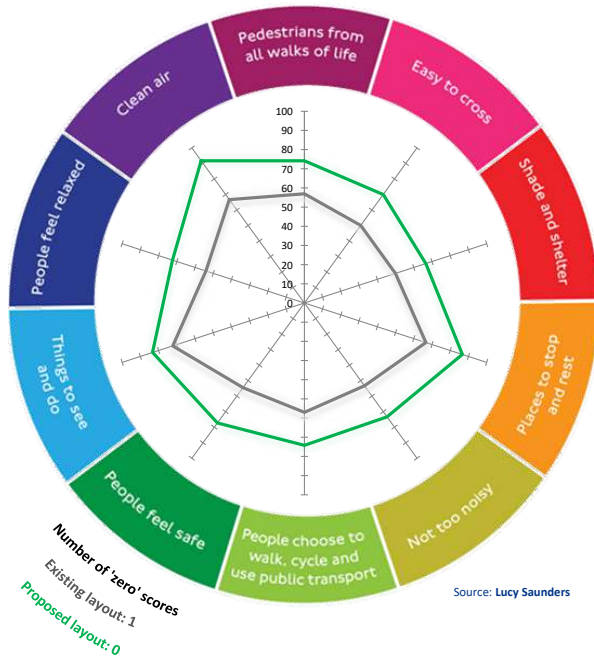 Pedestrians from
all walks of life
Easy to cross
Shade and shelter
Places to stop
and rest
Not too noisy
People choose to
walk, cycle and
use public transport
People feel safe
Things to see
and do
People feel relaxed
Clean air
100
90
80
70
60
50
40
30
20
10
0
Number of 'zero' scores
Existing layout: 1
Proposed layout: 0
Source: Lucy Saunders